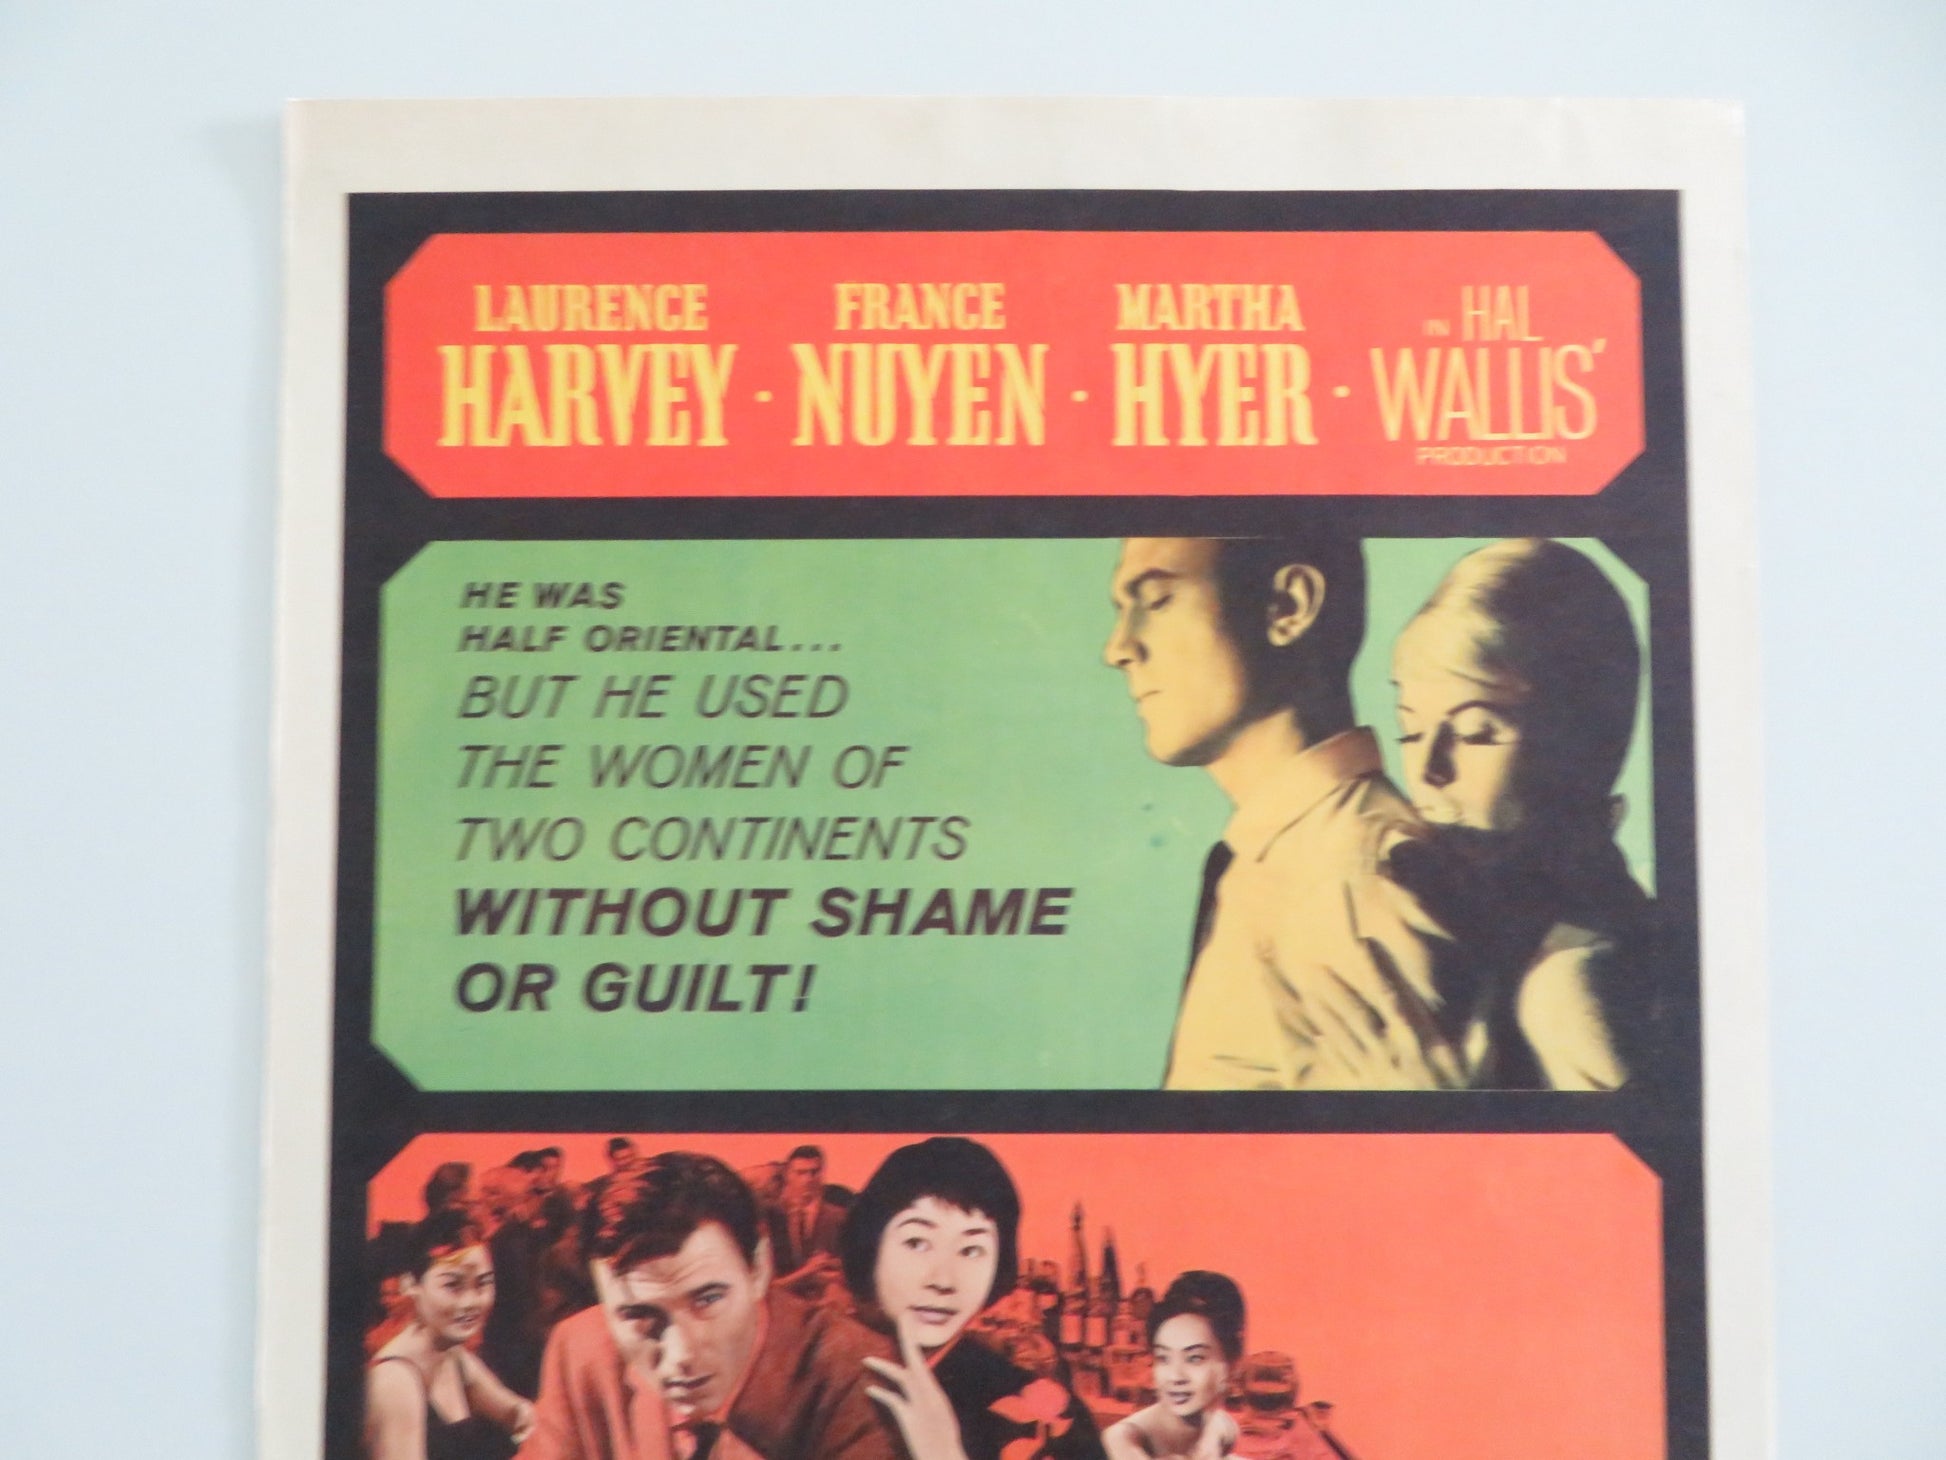 LAURENCE HARVEY · FRANCE NUYEN · MARTHA HYER · IN HAL WALLIS' PRODUCTION
HE WAS
HALF ORIENTAL...
BUT HE USED
THE WOMEN OF
TWO CONTINENTS
WITHOUT SHAME
OR GUILT!